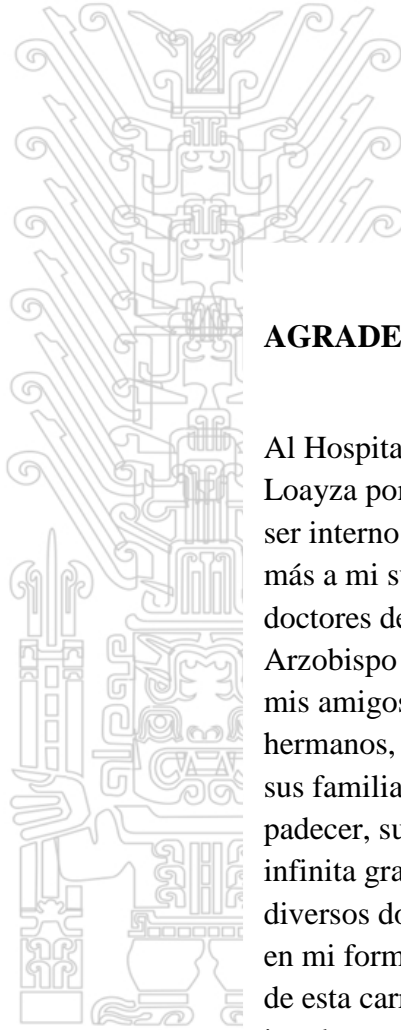 AGRADE
Al Hospita
Loayza por
ser interno
más a mi s
doctores de
Arzobispo
mis amigos
hermanos,
sus familia
padecer, su
infinita gra
diversos do
en mi form
de esta carr